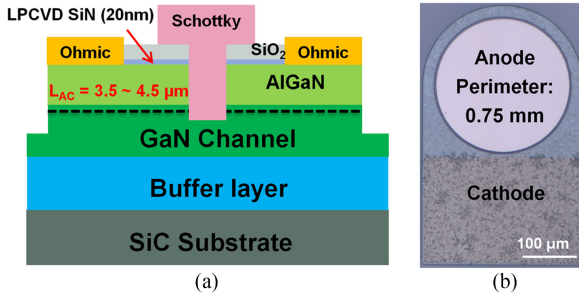 LPCVD SiN (20nm)
Schottky
Ohmic
SiO₂
Ohmic
L_AC = 3.5 ~ 4.5 μm
AlGaN
GaN Channel
Buffer layer
SiC Substrate
(a)
Anode
Perimeter:
0.75 mm
Cathode
100 μm
(b)